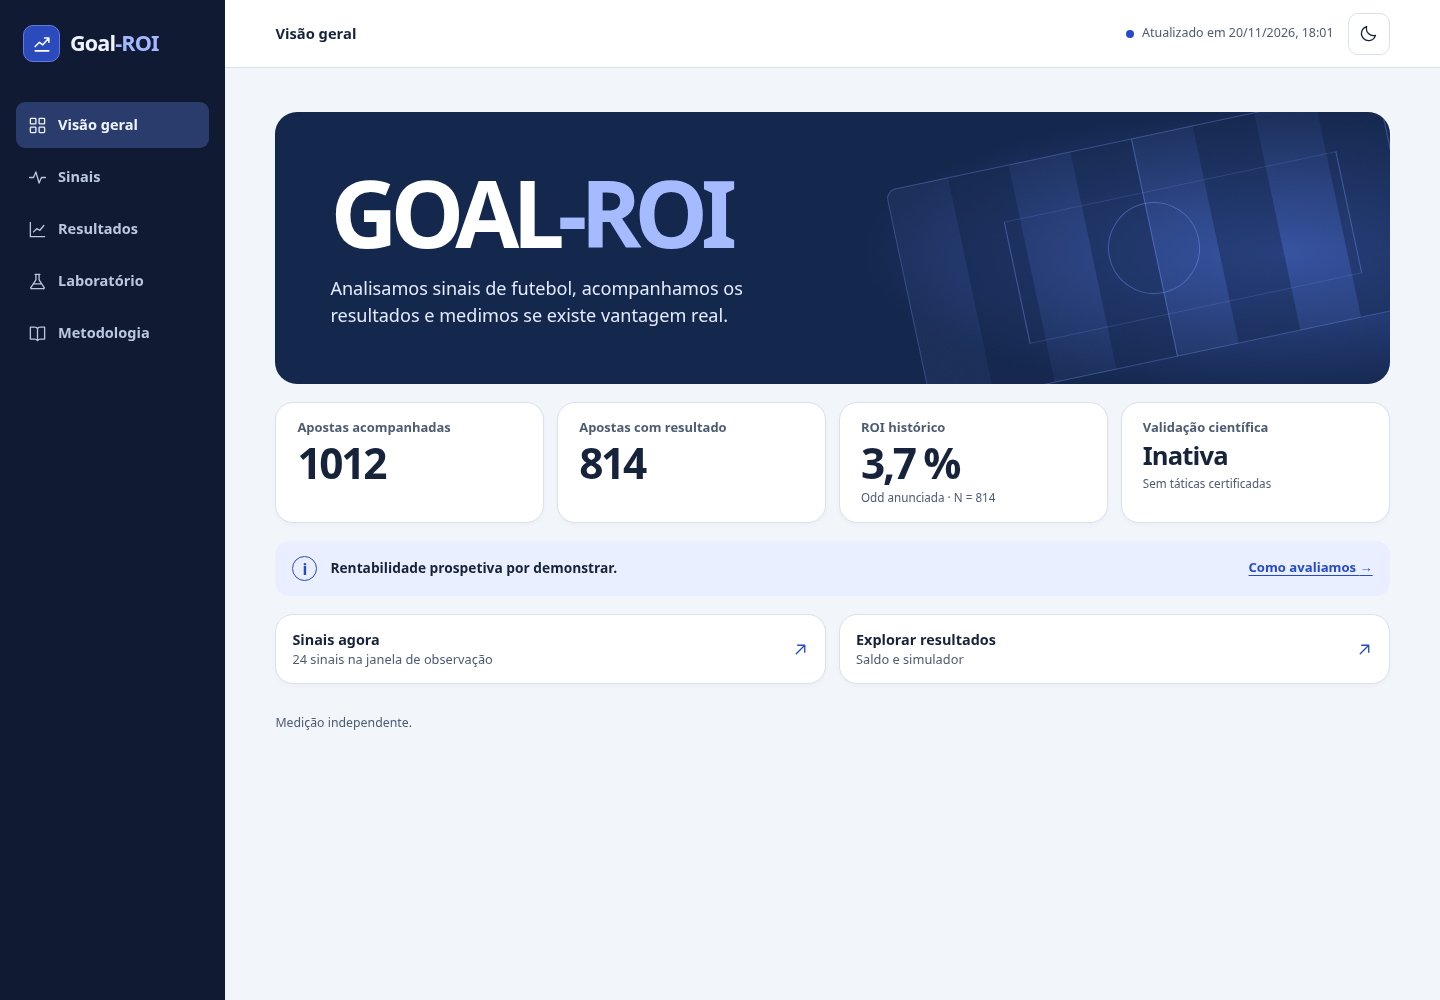 Goal-ROI
Visão geral
Sinais
Resultados
Laboratório
Metodologia
Visão geral
Atualizado em 20/11/2026, 18:01
GOAL-ROI
Analisamos sinais de futebol, acompanhamos os
resultados e medimos se existe vantagem real.
Apostas acompanhadas
1012
Apostas com resultado
814
ROI histórico
3,7 %
Odd anunciada · N = 814
Validação científica
Inativa
Sem táticas certificadas
Rentabilidade prospetiva por demonstrar.
Como avaliamos →
Sinais agora
24 sinais na janela de observação
Explorar resultados
Saldo e simulador
Medição independente.